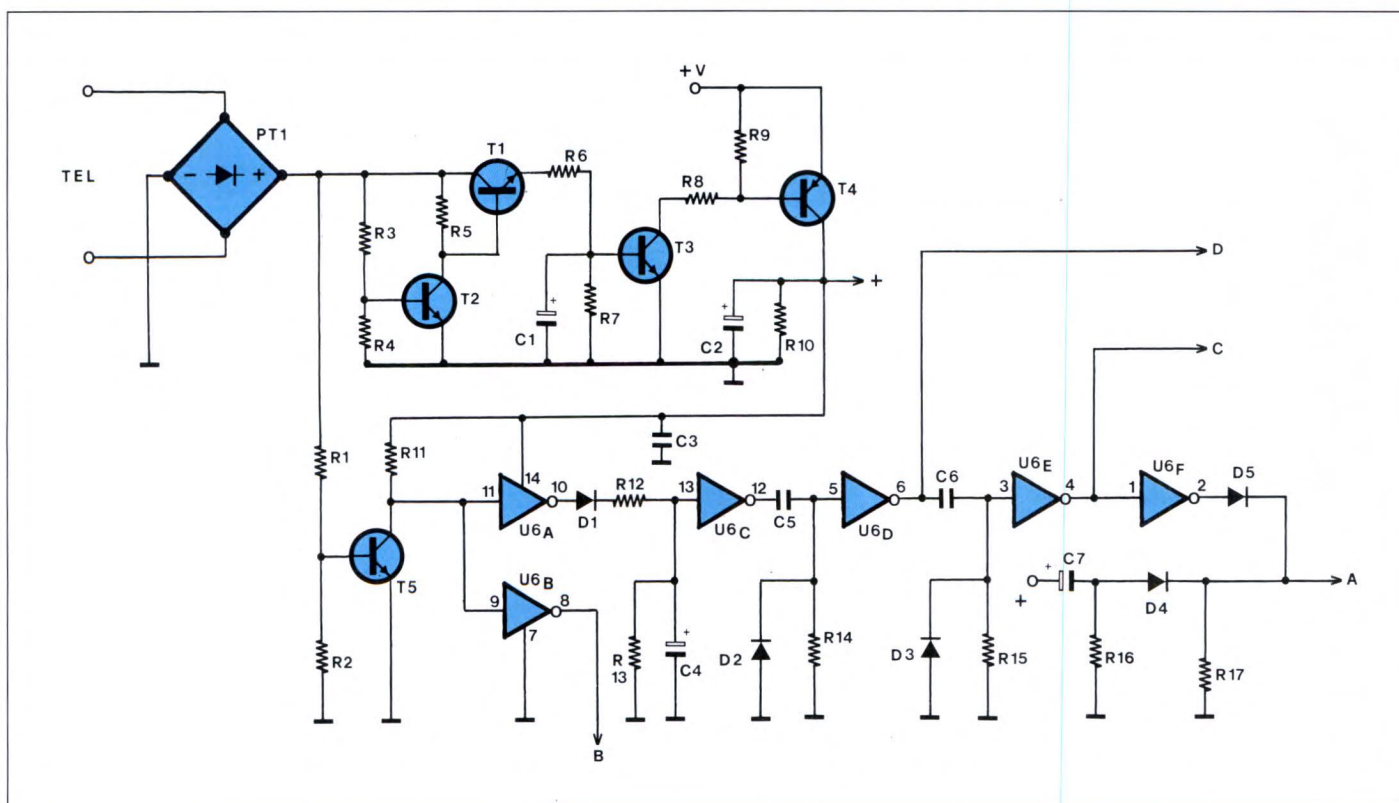 + V
PT1
TEL
- +
T1
R6
R9
R8
T4
R3
R5
T3
D
T2
+
R4
C1
+
R7
C2
+
R10
C
R1
R11
C3
14
11
10
U6A
D1
R12
13
12
U6C
C5
5
6
U6D
C6
U6E
3
4
U6F
1
2
D5
T5
U6B
9
8
7
C7
+
+
D4
A
R2
R
13
+
C4
D2
R14
D3
R15
R16
R17
B